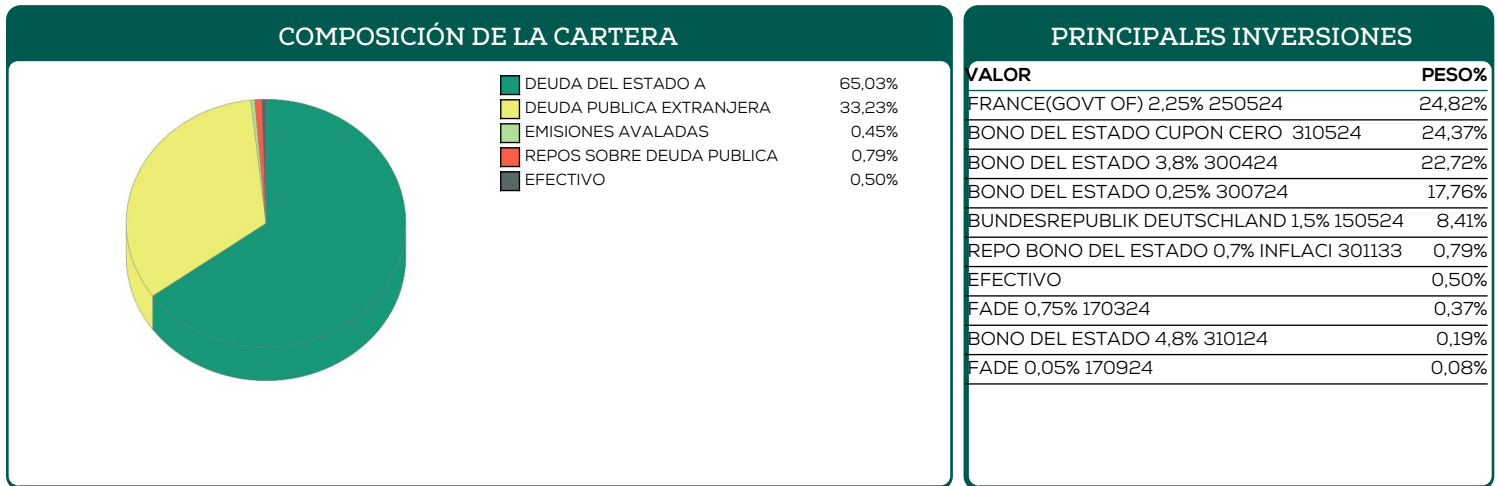 COMPOSICIÓN DE LA CARTERA
DEUDA DEL ESTADO A 65,03%
DEUDA PUBLICA EXTRANJERA 33,23%
EMISIONES AVALADAS 0,45%
REPOS SOBRE DEUDA PUBLICA 0,79%
EFECTIVO 0,50%
PRINCIPALES INVERSIONES
VALOR PESO%
FRANCE(GOVT OF) 2,25% 250524 24,82%
BONO DEL ESTADO CUPON CERO 310524 24,37%
BONO DEL ESTADO 3,8% 300424 22,72%
BONO DEL ESTADO 0,25% 300724 17,76%
BUNDESREPUBLIK DEUTSCHLAND 1,5% 150524 8,41%
REPO BONO DEL ESTADO 0,7% INFLACI 301133 0,79%
EFECTIVO 0,50%
FADE 0,75% 170324 0,37%
BONO DEL ESTADO 4,8% 310124 0,19%
FADE 0,05% 170924 0,08%